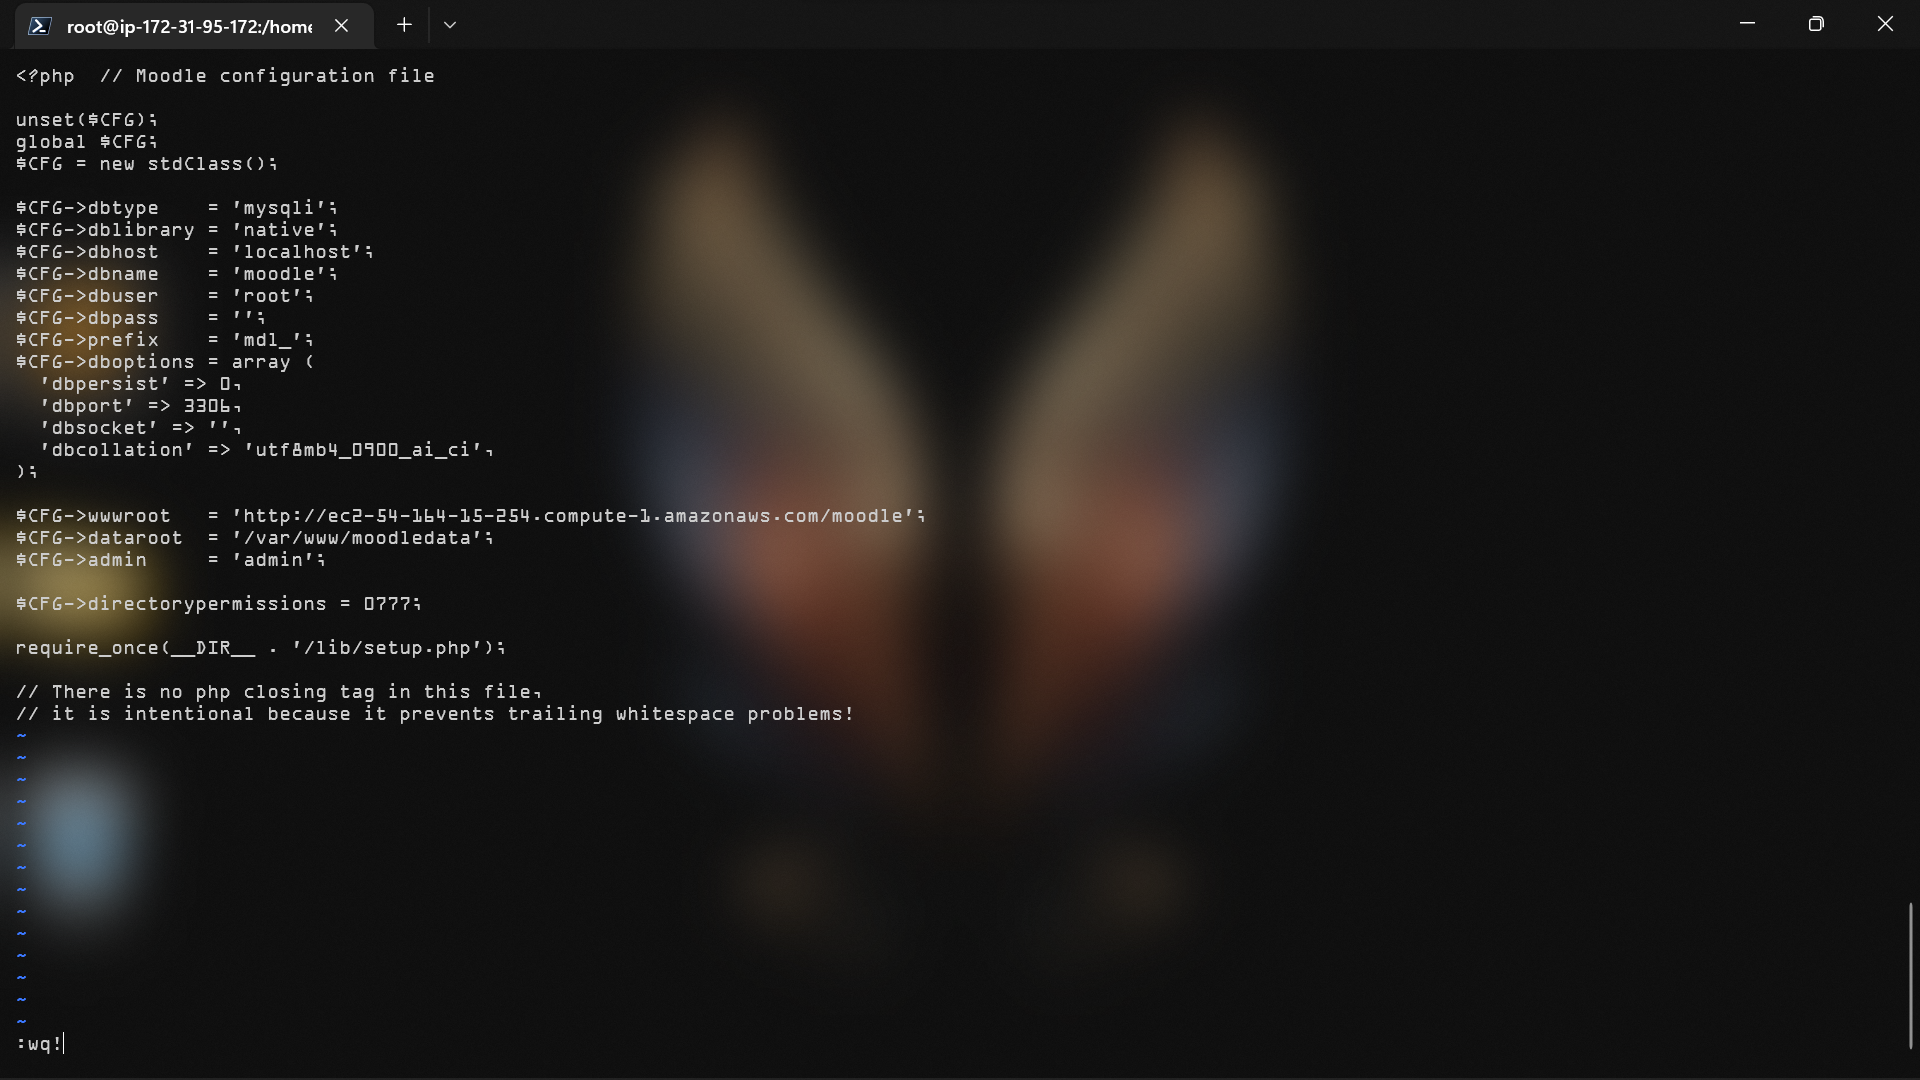 root@ip-172-31-95-172:/home
<?php  // Moodle configuration file
unset($CFG);
global $CFG;
$CFG = new stdClass();
$CFG->dbtype    = 'mysqli';
$CFG->dblibrary = 'native';
$CFG->dbhost    = 'localhost';
$CFG->dbname    = 'moodle';
$CFG->dbuser    = 'root';
$CFG->dbpass    = '';
$CFG->prefix    = 'mdl_';
$CFG->dboptions = array (
  'dbpersist' => 0,
  'dbport' => 3306,
  'dbsocket' => '',
  'dbcollation' => 'utf8mb4_0900_ai_ci',
);
$CFG->wwwroot   = 'http://ec2-54-164-15-254.compute-1.amazonaws.com/moodle';
$CFG->dataroot  = '/var/www/moodledata';
$CFG->admin     = 'admin';
$CFG->directorypermissions = 0777;
require_once(__DIR__ . '/lib/setup.php');
// There is no php closing tag in this file,
// it is intentional because it prevents trailing whitespace problems!
~
~
~
~
~
~
~
~
~
~
~
~
~
~
:wq!